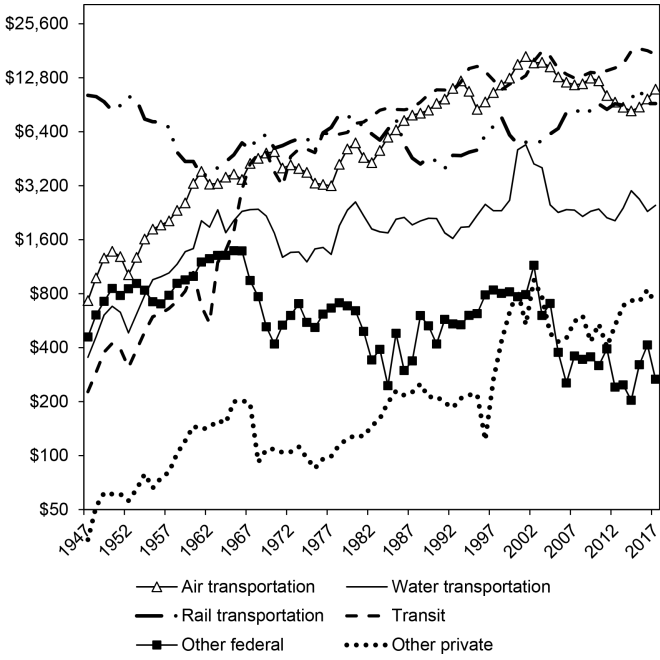 $25,600
$12,800
$6,400
$3,200
$1,600
$800
$400
$200
$100
$50
1947 1952 1957 1962 1967 1972 1977 1982 1987 1992 1997 2002 2007 2012 2017
Air transportation Water transportation
Rail transportation Transit
Other federal Other private